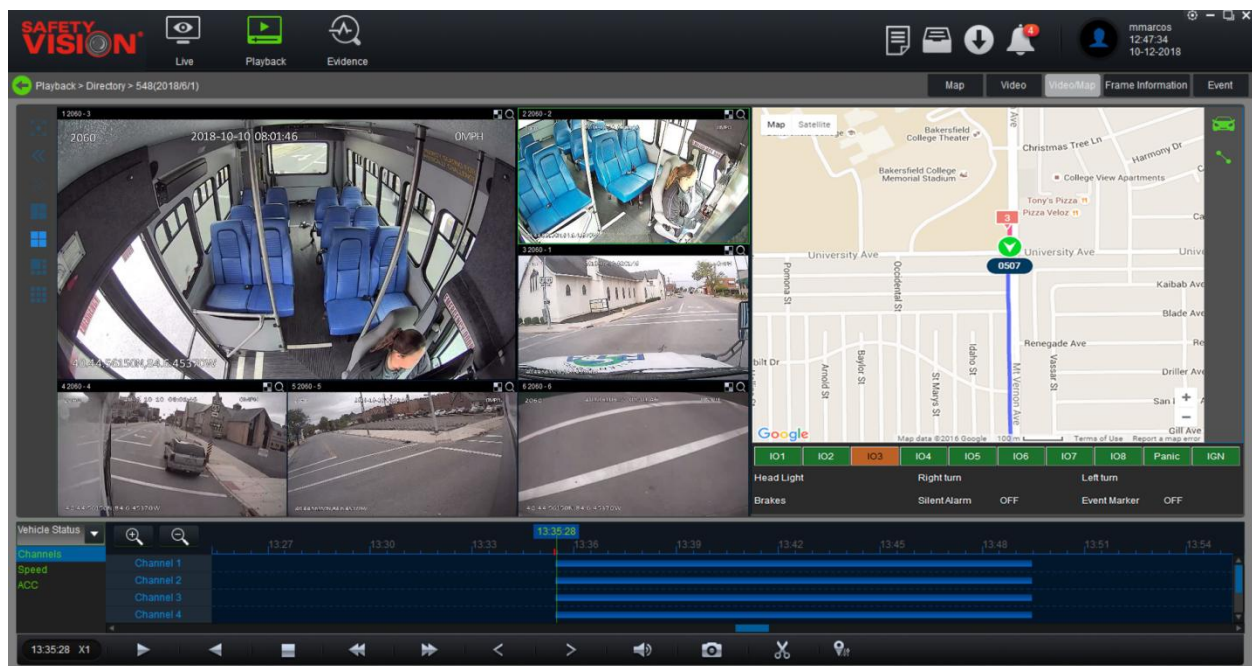 SAFETY
VISION
Live
Playback
Evidence
4
mmarcos
12:47:34
10-12-2018
Playback > Directory > 548(2018/6/1)
Map
Video
Video/Map
Frame Information
Event
1 2060 - 3
2060
2018-10-10 08:01:46
0MPH
2 2060 - 2
3 2060 - 1
4 2060 - 4
5 2060 - 5
6 2060 - 6
2060
Map
Satellite
Bakersfield
College Theater
Bakersfield College
Memorial Stadium
Christmas Tree Ln
Harmony Dr
College View Apartments
Tony's Pizza
Pizza Veloz
3
0507
University Ave
University Ave
Univ
Kaibab Ave
Blade Ave
Renegade Ave
Re
Driller Ave
Pomona St
Occidental St
Arnold St
Baylor St
St Marys St
Idaho St
Mt Vernon Ave
Vassar St
Gill Ave
Google
Map data ©2016 Google
100 m
Terms of Use
Report a map error
IO1
IO2
IO3
IO4
IO5
IO6
IO7
IO8
Panic
IGN
Head Light
Right turn
Left turn
Brakes
Silent Alarm
OFF
Event Marker
OFF
Vehicle Status
Channels
Speed
ACC
13:35:28
13:27
13:30
13:33
13:36
13:39
13:42
13:45
13:48
13:51
13:54
Channel 1
Channel 2
Channel 3
Channel 4
13:35:28 X1